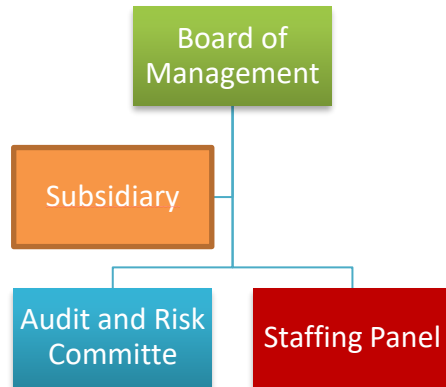 Board of
Management
Subsidiary
Audit and Risk
Committe
Staffing Panel